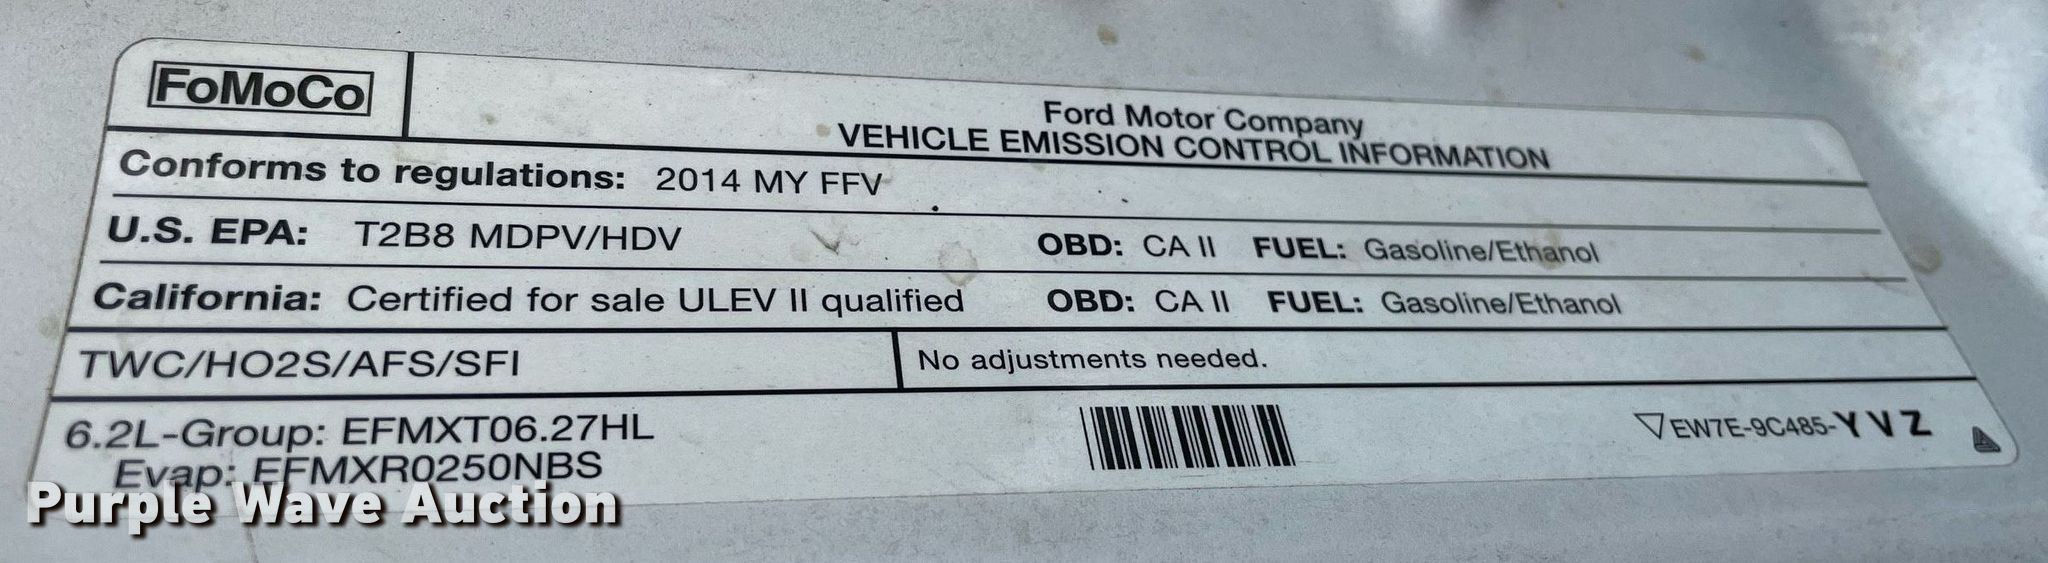 FoMoCo
Ford Motor Company
VEHICLE EMISSION CONTROL INFORMATION
Conforms to regulations: 2014 MY FFV
U.S. EPA: T2B8 MDPV/HDV OBD: CA II FUEL: Gasoline/Ethanol
California: Certified for sale ULEV II qualified OBD: CA II FUEL: Gasoline/Ethanol
TWC/HO2S/AFS/SFI No adjustments needed.
6.2L-Group: EFMXT06.27HL
EW7E-9C485-YVZ
Evap: EFMXR0250NBS
Purple Wave Auction